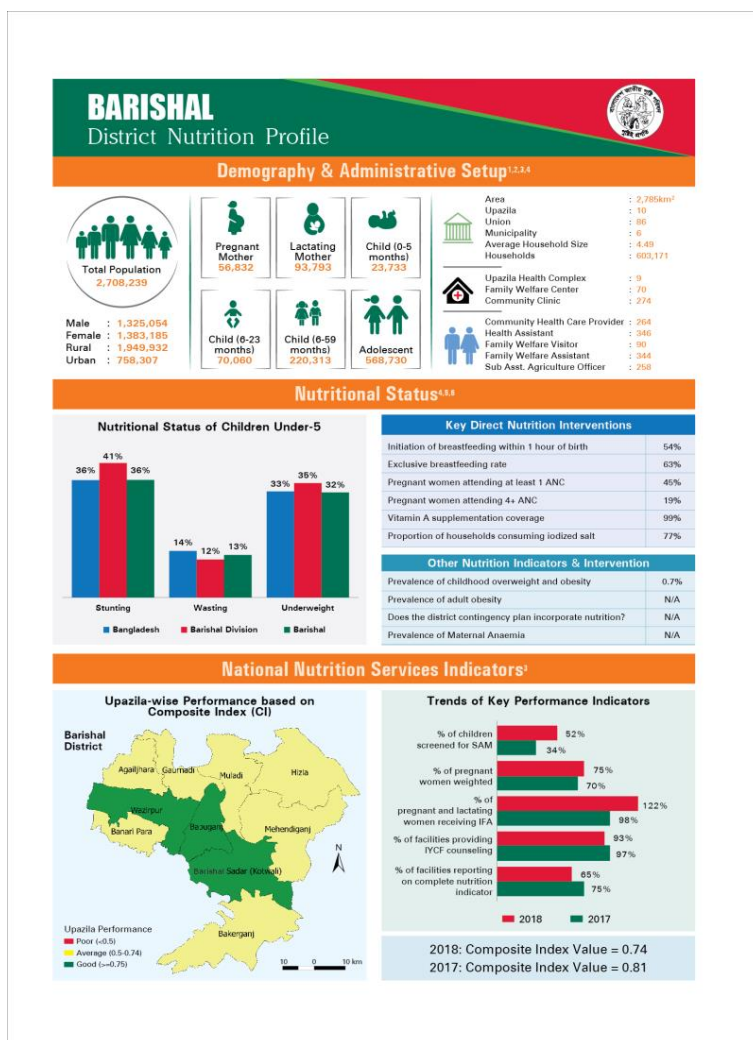 BARISHAL
District Nutrition Profile
Demography & Administrative Setup1,2,3,4
Total Population
2,708,239
Male : 1,325,054
Female : 1,383,185
Rural : 1,949,932
Urban : 758,307
Pregnant
Mother
56,832
Lactating
Mother
93,793
Child (0-5
months)
23,733
Child (6-23
months)
70,060
Child (6-59
months)
220,313
Adolescent
568,730
Area : 2,785km²
Upazila : 10
Union : 86
Municipality : 6
Average Household Size : 4.49
Households : 603,171
Upazila Health Complex : 9
Family Welfare Center : 70
Community Clinic : 274
Community Health Care Provider : 264
Health Assistant : 346
Family Welfare Visitor : 90
Family Welfare Assistant : 344
Sub Asst. Agriculture Officer : 258
Nutritional Status4,5,6
Nutritional Status of Children Under-5
36% 41% 36%
14% 12% 13%
33% 35% 32%
Stunting Wasting Underweight
Bangladesh Barishal Division Barishal
Key Direct Nutrition Interventions
Initiation of breastfeeding within 1 hour of birth 54%
Exclusive breastfeeding rate 63%
Pregnant women attending at least 1 ANC 45%
Pregnant women attending 4+ ANC 19%
Vitamin A supplementation coverage 99%
Proportion of households consuming iodized salt 77%
Other Nutrition Indicators & Intervention
Prevalence of childhood overweight and obesity 0.7%
Prevalence of adult obesity N/A
Does the district contingency plan incorporate nutrition? N/A
Prevalence of Maternal Anaemia N/A
National Nutrition Services Indicators3
Upazila-wise Performance based on
Composite Index (CI)
Barishal
District
Agailjhara
Gaurnadi
Muladi
Hizla
Wazirpur
Babuganj
Banari Para
Mehendiganj
Barishal Sadar (Kotwali)
Bakerganj
N
Upazila Performance
Poor (<0.5)
Average (0.5-0.74)
Good (>=0.75)
10 0 10 km
Trends of Key Performance Indicators
% of children
screened for SAM
52%
34%
% of pregnant
women weighted
75%
70%
% of
pregnant and lactating
women receiving IFA
122%
98%
% of facilities providing
IYCF counseling
93%
97%
% of facilities reporting
on complete nutrition
indicator
65%
75%
2018 2017
2018: Composite Index Value = 0.74
2017: Composite Index Value = 0.81